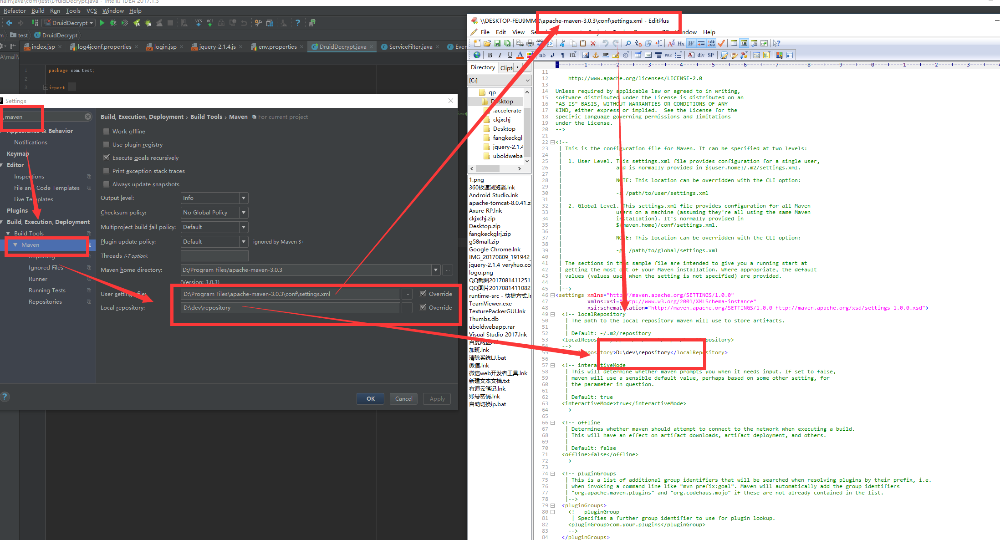 main\java\com\test\DruidDecrypt.java - IntelliJ IDEA 2017.1.3
Refactor Build Run Tools VCS Window Help
DruidDecrypt
test DruidDecrypt
index.jsp log4jconf.properties login.jsp jquery-2.1.4.js env.properties DruidDecrypt.java ServiceFilter.java Ever
A\mall\
1 package com.test;
2
3 import ...
Settings
maven
Appearance & Behavior
Notifications
Keymap
Editor
Inspections
File and Code Templates
Live Templates
Plugins
Build, Execution, Deployment
Build Tools
Maven
Importing
Ignored Files
Runner
Running Tests
Repositories
Build, Execution, Deployment › Build Tools › Maven For current project
Work offline
Use plugin registry
Execute goals recursively
Print exception stack traces
Always update snapshots
Output level: Info
Checksum policy: No Global Policy
Multiproject build fail policy: Default
Plugin update policy: Default ignored by Maven 3+
Threads (-T option).
Maven home directory: D:/Program Files/apache-maven-3.0.3
(Version: 3.0.3)
User settings file: D:\Program Files\apache-maven-3.0.3\conf\settings.xml ... Override
Local repository: D:\dev\repository ... Override
OK Cancel Apply
\\DESKTOP-FEU9MMR\apache-maven-3.0.3\conf\settings.xml - EditPlus
File Edit View Window Help
Directory Clipt
[C:]
qp
Desktop
.accelerate
ckjxchj
Desktop
fangkeckglrj
jquery-2.1.4
uboldweba
1.png
360极速浏览器.lnk
Android Studio.lnk
apache-tomcat-8.0.41.z
Axure RP.lnk
ckjxchj.zip
Desktop.zip
fangkeckglrj.zip
g58mall.zip
Google Chrome.lnk
IMG_20170809_191942_
jquery-2.1.4_veryhuo.co
logo.png
QQ截图2017081411251
QQ图片2017081411082
runtime-src - 快捷方式.lr
TeamViewer.exe
TexturePackerGUI.lnk
Thumbs.db
uboldwebapp.rar
Visual Studio 2017.lnk
百度网盘.lnk
加班.lnk
清除系统LJ.bat
微信.lnk
微信web开发者工具.lnk
新建文本文档.txt
有道云笔记.lnk
账号密码.lnk
自动切换ip.bat
----+----1----+----2----+----3----+----4----+----5----+----6----+----7----+----8----+----9----+----0----+----1----+----2----+----3----+----4
11
12 http://www.apache.org/licenses/LICENSE-2.0
13
14 Unless required by applicable law or agreed to in writing,
15 software distributed under the License is distributed on an
16 "AS IS" BASIS, WITHOUT WARRANTIES OR CONDITIONS OF ANY
17 KIND, either express or implied. See the License for the
18 specific language governing permissions and limitations
19 under the License.
20 -->
21
22 <!--
23 | This is the configuration file for Maven. It can be specified at two levels:
24 |
25 | 1. User Level. This settings.xml file provides configuration for a single user,
26 | and is normally provided in ${user.home}/.m2/settings.xml.
27 |
28 | NOTE: This location can be overridden with the CLI option:
29 |
30 | -s /path/to/user/settings.xml
31 |
32 | 2. Global Level. This settings.xml file provides configuration for all Maven
33 | users on a machine (assuming they're all using the same Maven
34 | installation). It's normally provided in
35 | ${maven.home}/conf/settings.xml.
36 |
37 | NOTE: This location can be overridden with the CLI option:
38 |
39 | -gs /path/to/global/settings.xml
40 |
41 | The sections in this sample file are intended to give you a running start at
42 | getting the most out of your Maven installation. Where appropriate, the default
43 | values (values used when the setting is not specified) are provided.
44 |
45 |-->
46 <settings xmlns="http://maven.apache.org/SETTINGS/1.0.0"
47 xmlns:xsi="http://www.w3.org/2001/XMLSchema-instance"
48 xsi:schemaLocation="http://maven.apache.org/SETTINGS/1.0.0 http://maven.apache.org/xsd/settings-1.0.0.xsd">
49 <!-- localRepository
50 | The path to the local repository maven will use to store artifacts.
51 |
52 | Default: ~/.m2/repository
53 <localRepository>
54 -->
55 <localRepository>D:\dev\repository</localRepository>
56
57 <!-- interactiveMode
58 | This will determine whether maven prompts you when it needs input. If set to false,
59 | maven will use a sensible default value, perhaps based on some other setting, for
60 | the parameter in question.
61 |
62 | Default: true
63 <interactiveMode>true</interactiveMode>
64 -->
65
66 <!-- offline
67 | Determines whether maven should attempt to connect to the network when executing a build.
68 | This will have an effect on artifact downloads, artifact deployment, and others.
69 |
70 | Default: false
71 <offline>false</offline>
72 -->
73
74 <!-- pluginGroups
75 | This is a list of additional group identifiers that will be searched when resolving plugins by their prefix, i.e.
76 | when invoking a command line like "mvn prefix:goal". Maven will automatically add the group identifiers
77 | "org.apache.maven.plugins" and "org.codehaus.mojo" if these are not already contained in the list.
78 |-->
79 <pluginGroups>
80 <!-- pluginGroup
81 | Specifies a further group identifier to use for plugin lookup.
82 <pluginGroup>com.your.plugins</pluginGroup>
83 -->
84 </pluginGroups>